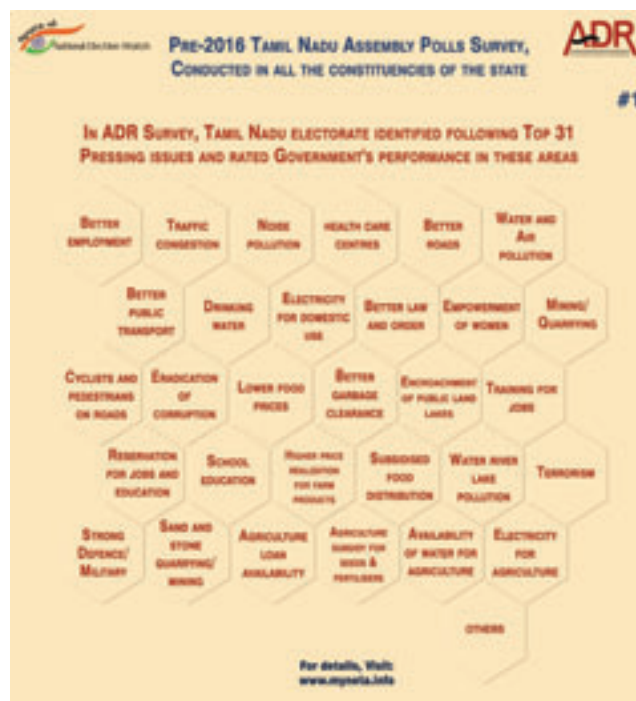 National Election Watch
PRE-2016 TAMIL NADU ASSEMBLY POLLS SURVEY,
CONDUCTED IN ALL THE CONSTITUENCIES OF THE STATE
ADR
#1
IN ADR SURVEY, TAMIL NADU ELECTORATE IDENTIFIED FOLLOWING TOP 31
PRESSING ISSUES AND RATED GOVERNMENT'S PERFORMANCE IN THESE AREAS
BETTER
EMPLOYMENT
TRAFFIC
CONGESTION
NOISE
POLLUTION
HEALTH CARE
CENTRES
BETTER
ROADS
WATER AND
AIR
POLLUTION
BETTER
PUBLIC
TRANSPORT
DRINKING
WATER
ELECTRICITY
FOR DOMESTIC
USE
BETTER LAW
AND ORDER
EMPOWERMENT
OF WOMEN
MINING/
QUARRYING
CYCLISTS AND
PEDESTRIANS
ON ROADS
ERADICATION
OF
CORRUPTION
LOWER FOOD
PRICES
BETTER
GARBAGE
CLEARANCE
ENCROACHMENT
OF PUBLIC LAND
LAKES
TRAINING FOR
JOBS
RESERVATION
FOR JOBS AND
EDUCATION
SCHOOL
EDUCATION
HIGHER PRICE
REALISATION
FOR FARM
PRODUCTS
SUBSIDISED
FOOD
DISTRIBUTION
WATER RIVER
LAKE
POLLUTION
TERRORISM
STRONG
DEFENCE/
MILITARY
SAND AND
STONE
QUARRYING/
MINING
AGRICULTURE
LOAN
AVAILABILITY
AGRICULTURE
SUBSIDY FOR
SEEDS &
FERTILISERS
AVAILABILITY
OF WATER FOR
AGRICULTURE
ELECTRICITY
FOR
AGRICULTURE
OTHERS
For details, Visit:
www.myneta.info